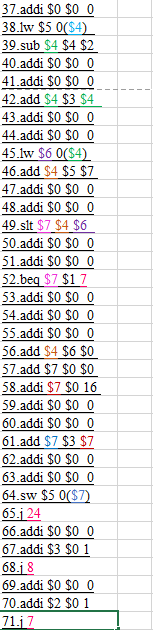 37.addi $0 $0 0
38.lw $5 0($4)
39.sub $4 $4 $2
40.addi $0 $0 0
41.addi $0 $0 0
42.add $4 $3 $4
43.addi $0 $0 0
44.addi $0 $0 0
45.lw $6 0($4)
46.add $4 $5 $7
47.addi $0 $0 0
48.addi $0 $0 0
49.slt $7 $4 $6
50.addi $0 $0 0
51.addi $0 $0 0
52.beq $7 $1 7
53.addi $0 $0 0
54.addi $0 $0 0
55.addi $0 $0 0
56.add $4 $6 $0
57.add $7 $0 $0
58.addi $7 $0 16
59.addi $0 $0 0
60.addi $0 $0 0
61.add $7 $3 $7
62.addi $0 $0 0
63.addi $0 $0 0
64.sw $5 0($7)
65.j 24
66.addi $0 $0 0
67.addi $3 $0 1
68.j 8
69.addi $0 $0 0
70.addi $2 $0 1
71.j 7